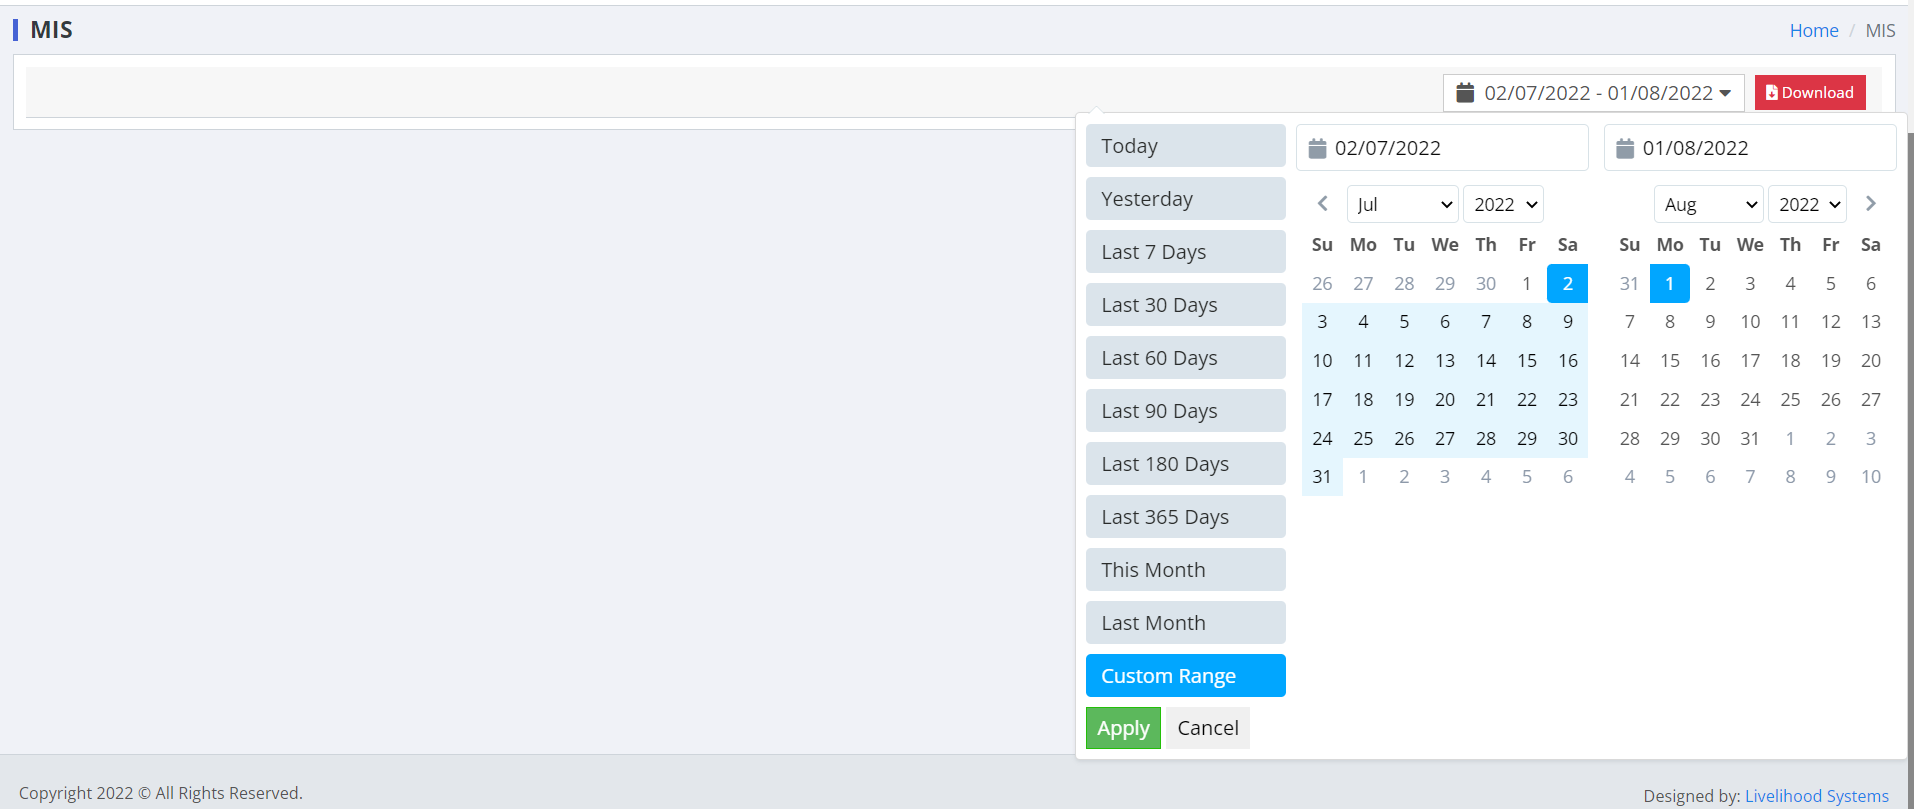 MIS
Home / MIS
02/07/2022 - 01/08/2022
Download
Today
Yesterday
Last 7 Days
Last 30 Days
Last 60 Days
Last 90 Days
Last 180 Days
Last 365 Days
This Month
Last Month
Custom Range
Apply Cancel
02/07/2022
Jul 2022
Su Mo Tu We Th Fr Sa
26 27 28 29 30 1 2
3 4 5 6 7 8 9
10 11 12 13 14 15 16
17 18 19 20 21 22 23
24 25 26 27 28 29 30
31 1 2 3 4 5 6
01/08/2022
Aug 2022
Su Mo Tu We Th Fr Sa
31 1 2 3 4 5 6
7 8 9 10 11 12 13
14 15 16 17 18 19 20
21 22 23 24 25 26 27
28 29 30 31 1 2 3
4 5 6 7 8 9 10
Copyright 2022 © All Rights Reserved.
Designed by: Livelihood Systems